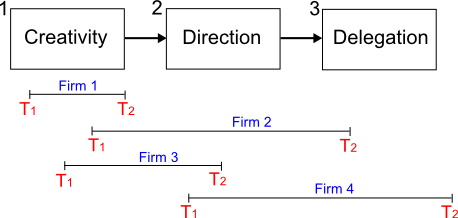 1 2 3
Creativity Direction Delegation
Firm 1
T1 T2
Firm 2
T1 T2
Firm 3
T1 T2
Firm 4
T1 T2